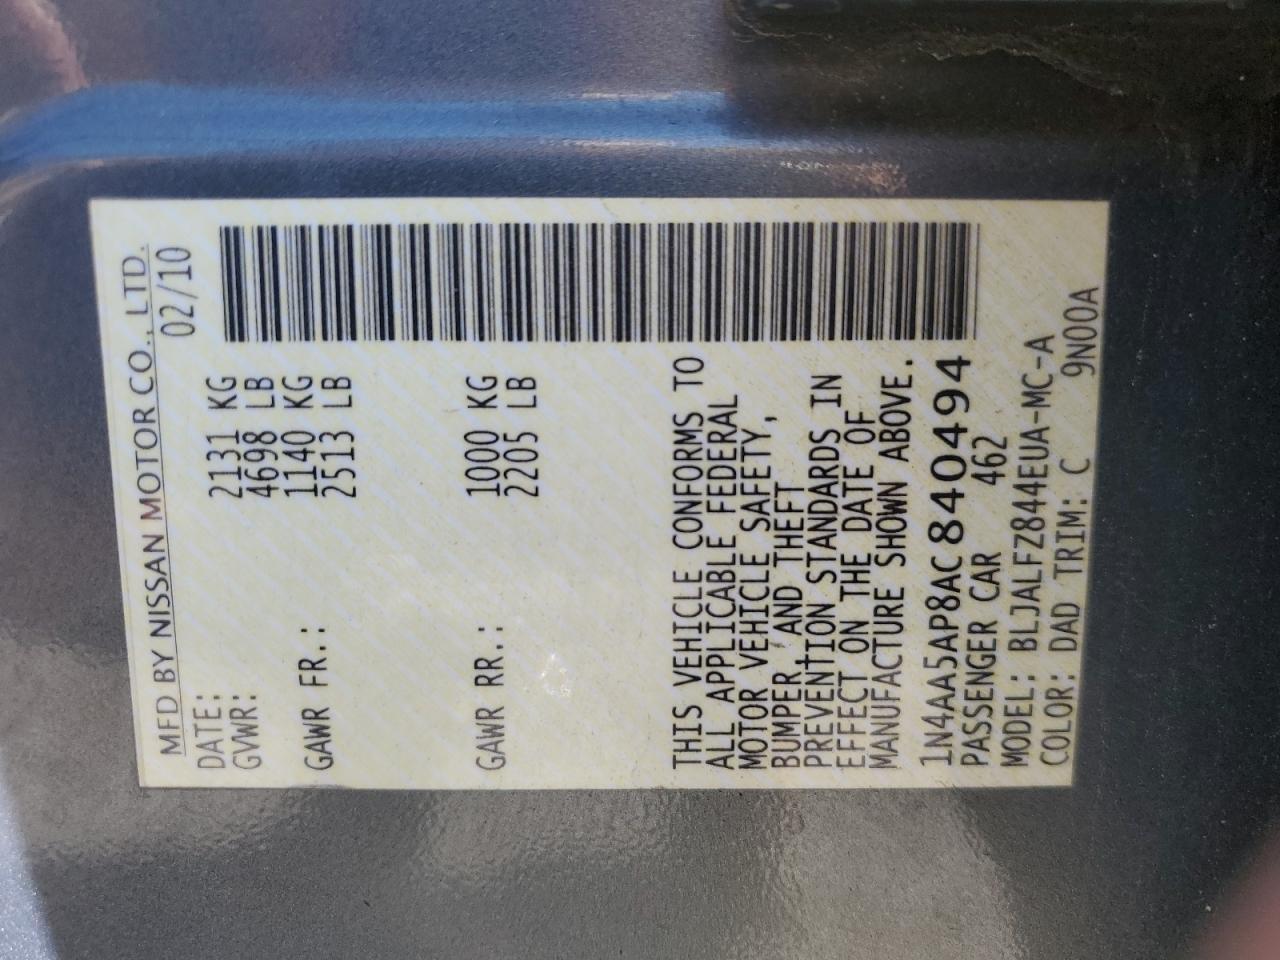 MFD BY NISSAN MOTOR CO., LTD.
DATE: 02/10
GVWR: 2131 KG
4698 LB
GAWR FR.: 1140 KG
2513 LB
GAWR RR.: 1000 KG
2205 LB
THIS VEHICLE CONFORMS TO
ALL APPLICABLE FEDERAL
MOTOR VEHICLE SAFETY,
BUMPER, AND THEFT
PREVENTION STANDARDS IN
EFFECT ON THE DATE OF
MANUFACTURE SHOWN ABOVE.
1N4AA5AP8AC840494
PASSENGER CAR 462
MODEL: BLJALFZ844EUA-MC-A
COLOR: DAD TRIM: C 9N00A